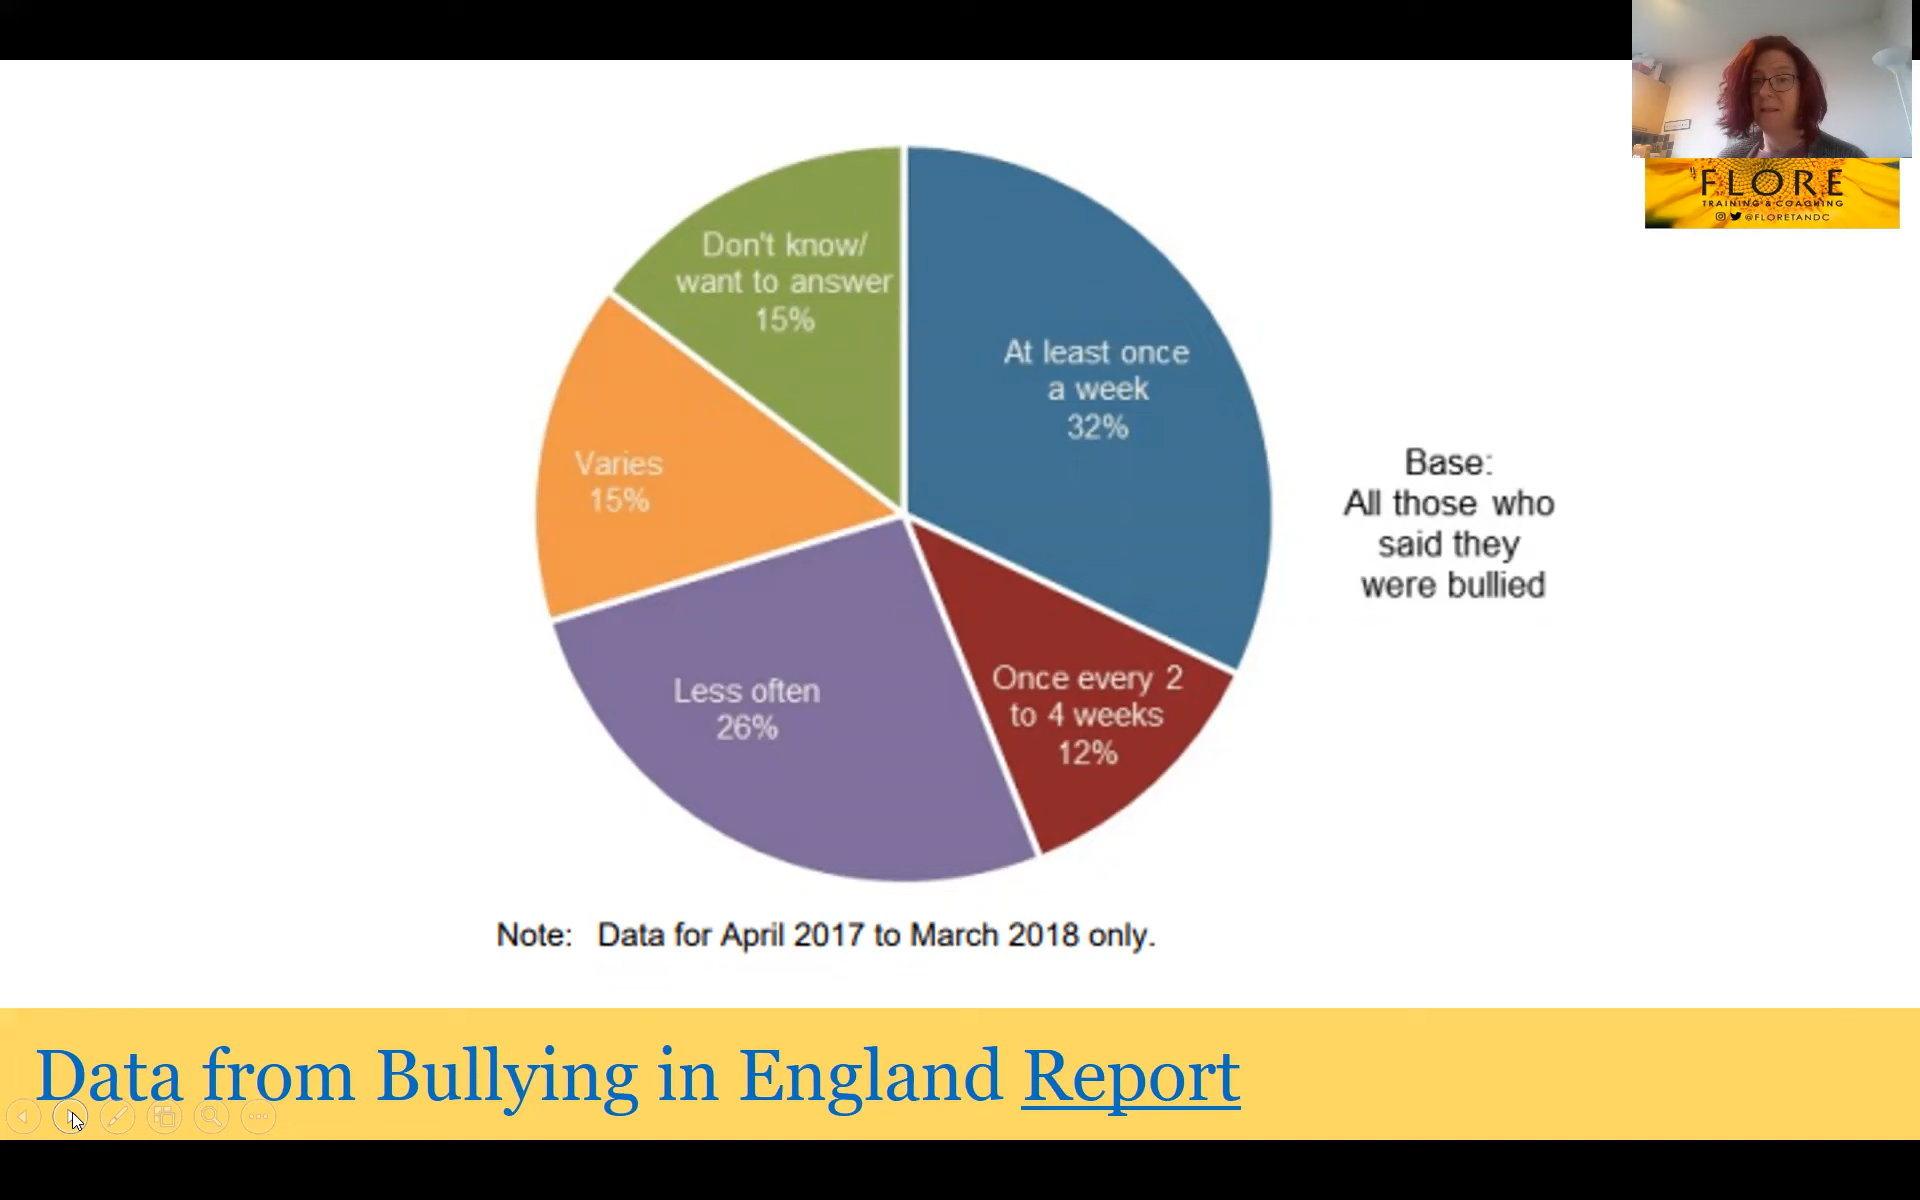 FLORE
TRAINING & COACHING
@FLORETANDC
Don't know/
want to answer
15%
At least once
a week
32%
Varies
15%
Less often
26%
Once every 2
to 4 weeks
12%
Base:
All those who
said they
were bullied
Note: Data for April 2017 to March 2018 only.
Data from Bullying in England Report